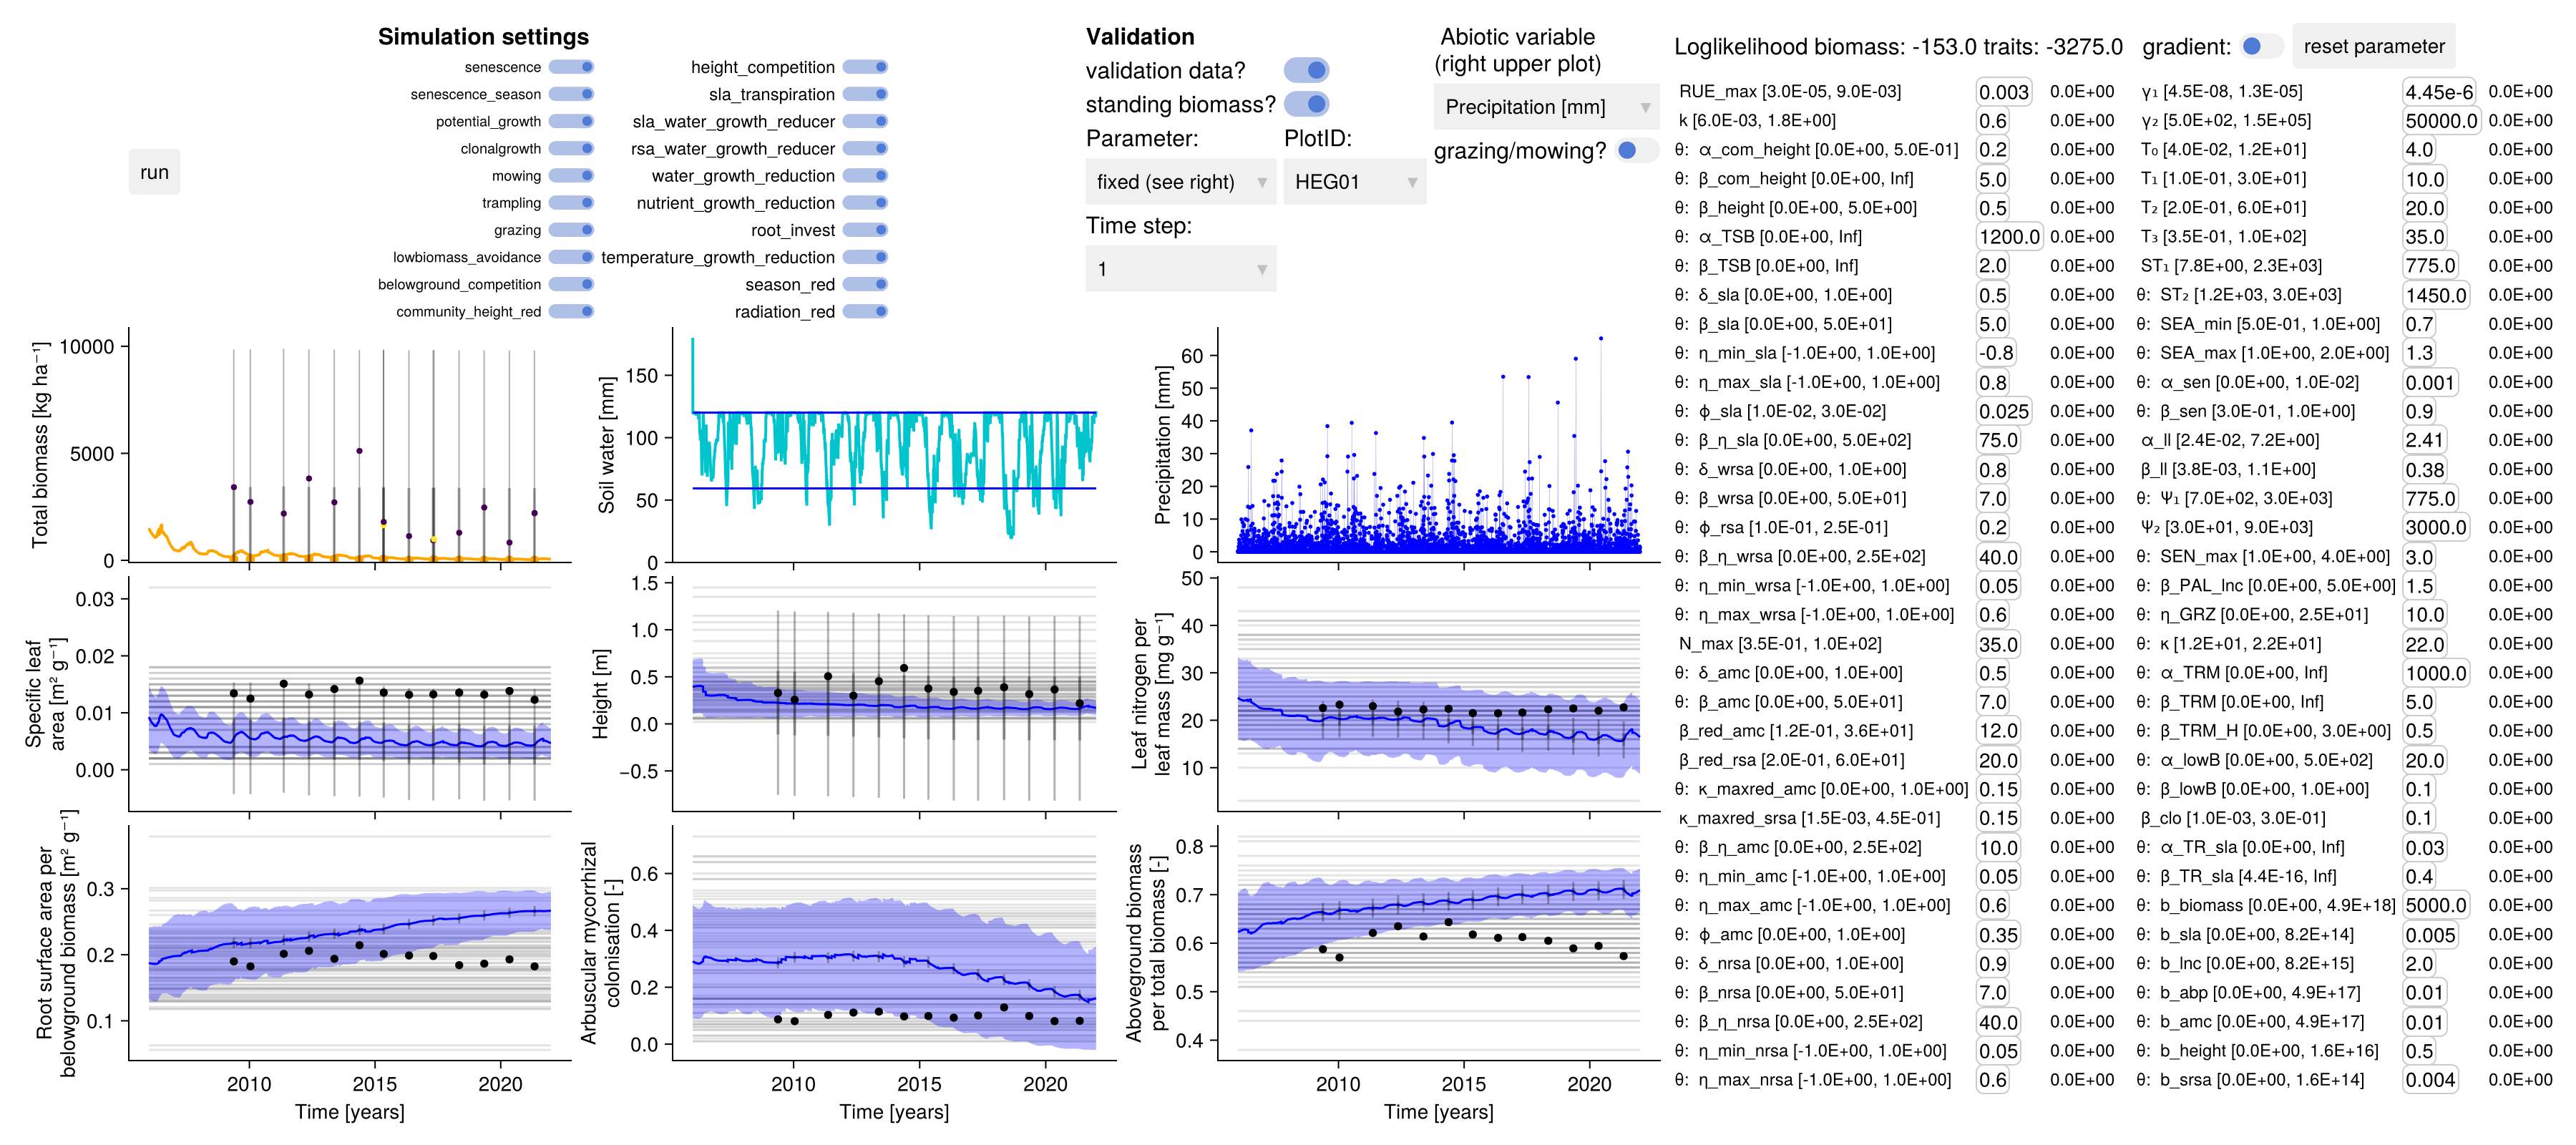 Simulation settings
senescence
senescence_season
potential_growth
clonalgrowth
mowing
trampling
grazing
lowbiomass_avoidance
belowground_competition
community_height_red
height_competition
sla_transpiration
sla_water_growth_reducer
rsa_water_growth_reducer
water_growth_reduction
nutrient_growth_reduction
root_invest
temperature_growth_reduction
season_red
radiation_red
run
Validation
validation data?
standing biomass?
Parameter:
PlotID:
fixed (see right)
HEG01
Time step:
1
Abiotic variable
(right upper plot)
Precipitation [mm]
grazing/mowing?
Loglikelihood biomass: -153.0 traits: -3275.0
gradient:
reset parameter
RUE_max [3.0E-05, 9.0E-03] 0.003 0.0E+00
k [6.0E-03, 1.8E+00] 0.6 0.0E+00
θ: α_com_height [0.0E+00, 5.0E-01] 0.2 0.0E+00
θ: β_com_height [0.0E+00, Inf] 5.0 0.0E+00
θ: β_height [0.0E+00, 5.0E+00] 0.5 0.0E+00
θ: α_TSB [0.0E+00, Inf] 1200.0 0.0E+00
θ: β_TSB [0.0E+00, Inf] 2.0 0.0E+00
θ: δ_sla [0.0E+00, 1.0E+00] 0.5 0.0E+00
θ: β_sla [0.0E+00, 5.0E+01] 5.0 0.0E+00
θ: η_min_sla [-1.0E+00, 1.0E+00] -0.8 0.0E+00
θ: η_max_sla [-1.0E+00, 1.0E+00] 0.8 0.0E+00
θ: ϕ_sla [1.0E-02, 3.0E-02] 0.025 0.0E+00
θ: β_η_sla [0.0E+00, 5.0E+02] 75.0 0.0E+00
θ: δ_wrsa [0.0E+00, 1.0E+00] 0.8 0.0E+00
θ: β_wrsa [0.0E+00, 5.0E+01] 7.0 0.0E+00
θ: ϕ_rsa [1.0E-01, 2.5E-01] 0.2 0.0E+00
θ: β_η_wrsa [0.0E+00, 2.5E+02] 40.0 0.0E+00
θ: η_min_wrsa [-1.0E+00, 1.0E+00] 0.05 0.0E+00
θ: η_max_wrsa [-1.0E+00, 1.0E+00] 0.6 0.0E+00
N_max [3.5E-01, 1.0E+02] 35.0 0.0E+00
θ: δ_amc [0.0E+00, 1.0E+00] 0.5 0.0E+00
θ: β_amc [0.0E+00, 5.0E+01] 7.0 0.0E+00
β_red_amc [1.2E-01, 3.6E+01] 12.0 0.0E+00
β_red_rsa [2.0E-01, 6.0E+01] 20.0 0.0E+00
θ: κ_maxred_amc [0.0E+00, 1.0E+00] 0.15 0.0E+00
κ_maxred_srsa [1.5E-03, 4.5E-01] 0.15 0.0E+00
θ: β_η_amc [0.0E+00, 2.5E+02] 10.0 0.0E+00
θ: η_min_amc [-1.0E+00, 1.0E+00] 0.05 0.0E+00
θ: η_max_amc [-1.0E+00, 1.0E+00] 0.6 0.0E+00
θ: ϕ_amc [0.0E+00, 1.0E+00] 0.35 0.0E+00
θ: δ_nrsa [0.0E+00, 1.0E+00] 0.9 0.0E+00
θ: β_nrsa [0.0E+00, 5.0E+01] 7.0 0.0E+00
θ: β_η_nrsa [0.0E+00, 2.5E+02] 40.0 0.0E+00
θ: η_min_nrsa [-1.0E+00, 1.0E+00] 0.05 0.0E+00
θ: η_max_nrsa [-1.0E+00, 1.0E+00] 0.6 0.0E+00
γ₁ [4.5E-08, 1.3E-05] 4.45e-6 0.0E+00
γ₂ [5.0E+02, 1.5E+05] 50000.0 0.0E+00
T₀ [4.0E-02, 1.2E+01] 4.0 0.0E+00
T₁ [1.0E-01, 3.0E+01] 10.0 0.0E+00
T₂ [2.0E-01, 6.0E+01] 20.0 0.0E+00
T₃ [3.5E-01, 1.0E+02] 35.0 0.0E+00
ST₁ [7.8E+00, 2.3E+03] 775.0 0.0E+00
θ: ST₂ [1.2E+03, 3.0E+03] 1450.0 0.0E+00
θ: SEA_min [5.0E-01, 1.0E+00] 0.7 0.0E+00
θ: SEA_max [1.0E+00, 2.0E+00] 1.3 0.0E+00
θ: α_sen [0.0E+00, 1.0E-02] 0.001 0.0E+00
θ: β_sen [3.0E-01, 1.0E+00] 0.9 0.0E+00
α_ll [2.4E-02, 7.2E+00] 2.41 0.0E+00
β_ll [3.8E-03, 1.1E+00] 0.38 0.0E+00
θ: Ψ₁ [7.0E+02, 3.0E+03] 775.0 0.0E+00
Ψ₂ [3.0E+01, 9.0E+03] 3000.0 0.0E+00
θ: SEN_max [1.0E+00, 4.0E+00] 3.0 0.0E+00
θ: β_PAL_lnc [0.0E+00, 5.0E+00] 1.5 0.0E+00
θ: η_GRZ [0.0E+00, 2.5E+01] 10.0 0.0E+00
θ: κ [1.2E+01, 2.2E+01] 22.0 0.0E+00
θ: α_TRM [0.0E+00, Inf] 1000.0 0.0E+00
θ: β_TRM [0.0E+00, Inf] 5.0 0.0E+00
θ: β_TRM_H [0.0E+00, 3.0E+00] 0.5 0.0E+00
θ: α_lowB [0.0E+00, 5.0E+02] 20.0 0.0E+00
θ: β_lowB [0.0E+00, 1.0E+00] 0.1 0.0E+00
β_clo [1.0E-03, 3.0E-01] 0.1 0.0E+00
θ: α_TR_sla [0.0E+00, Inf] 0.03 0.0E+00
θ: β_TR_sla [4.4E-16, Inf] 0.4 0.0E+00
θ: b_biomass [0.0E+00, 4.9E+18] 5000.0 0.0E+00
θ: b_sla [0.0E+00, 8.2E+14] 0.005 0.0E+00
θ: b_lnc [0.0E+00, 8.2E+15] 2.0 0.0E+00
θ: b_abp [0.0E+00, 4.9E+17] 0.01 0.0E+00
θ: b_amc [0.0E+00, 4.9E+17] 0.01 0.0E+00
θ: b_height [0.0E+00, 1.6E+16] 0.5 0.0E+00
θ: b_srsa [0.0E+00, 1.6E+14] 0.004 0.0E+00
Total biomass [kg ha⁻¹]
10000
5000
0
Soil water [mm]
150
100
50
0
Precipitation [mm]
60
50
40
30
20
10
0
Specific leaf
area [m² g⁻¹]
0.03
0.02
0.01
0.00
Height [m]
1.5
1.0
0.5
0.0
−0.5
Leaf nitrogen per
leaf mass [mg g⁻¹]
50
40
30
20
10
Root surface area per
belowground biomass [m² g⁻¹]
0.3
0.2
0.1
2010
2015
2020
Time [years]
Arbuscular mycorrhizal
colonisation [-]
0.6
0.4
0.2
0.0
2010
2015
2020
Time [years]
Aboveground biomass
per total biomass [-]
0.8
0.7
0.6
0.5
0.4
2010
2015
2020
Time [years]